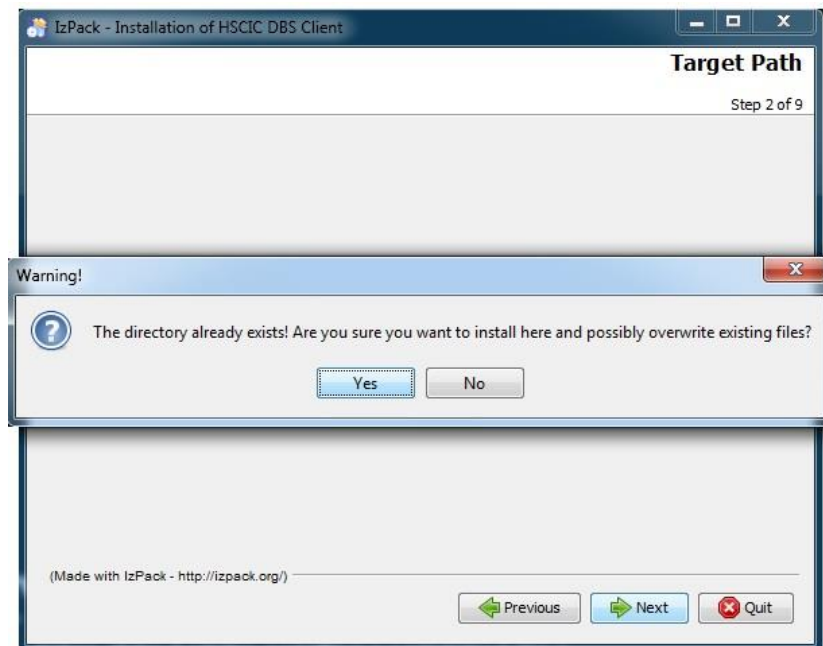 IzPack - Installation of HSCIC DBS Client
Target Path
Step 2 of 9
Warning!
The directory already exists! Are you sure you want to install here and possibly overwrite existing files?
Yes No
(Made with IzPack - http://izpack.org/)
Previous Next Quit